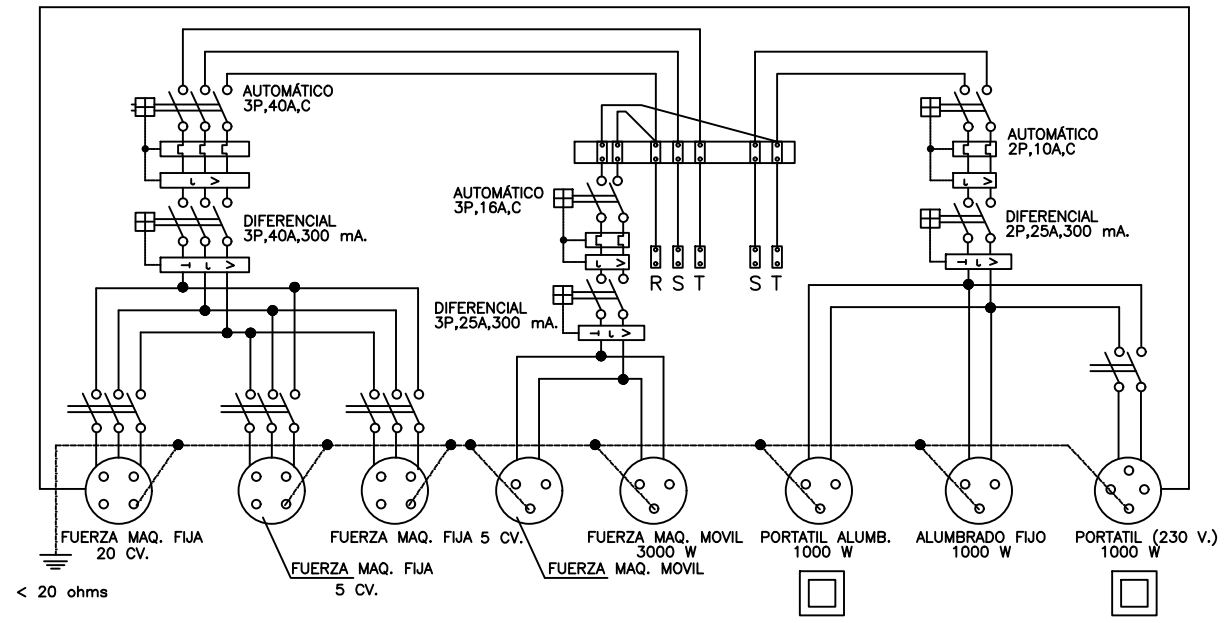 AUTOMÁTICO
3P,40A,C
AUTOMÁTICO
2P,10A,C
AUTOMÁTICO
3P,16A,C
DIFERENCIAL
3P,40A,300 mA.
DIFERENCIAL
2P,25A,300 mA.
R S T S T
DIFERENCIAL
3P,25A,300 mA.
FUERZA MAQ. FIJA
20 CV.
FUERZA MAQ. FIJA 5 CV.
FUERZA MAQ. MOVIL
3000 W
PORTATIL ALUMB.
1000 W
ALUMBRADO FIJO
1000 W
PORTATIL (230 V.)
1000 W
FUERZA MAQ. FIJA
5 CV.
FUERZA MAQ. MOVIL
< 20 ohms